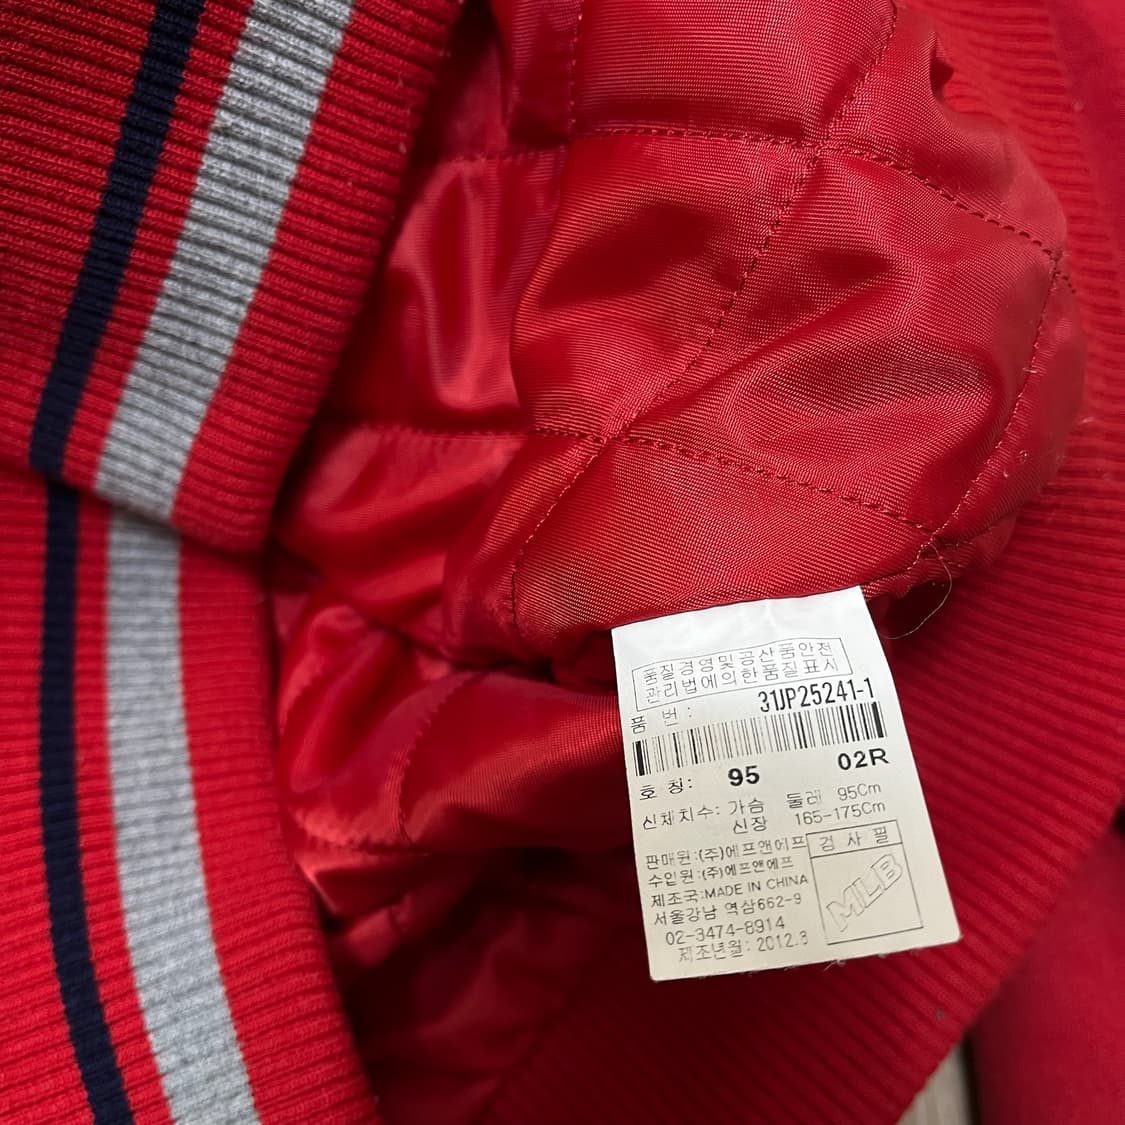 품질경영및공산품안전
관리법에의한품질표시
품 번: 31JP25241-1
02R
호 칭: 95
신체치수: 가슴 둘레 95Cm
신장 165-175Cm
판매원:(주)에프앤에프
수입원:(주)에프앤에프
제조국:MADE IN CHINA
서울강남 역삼662-9
02-3474-8914
제조년월: 2012.8
검 사 필
MLB